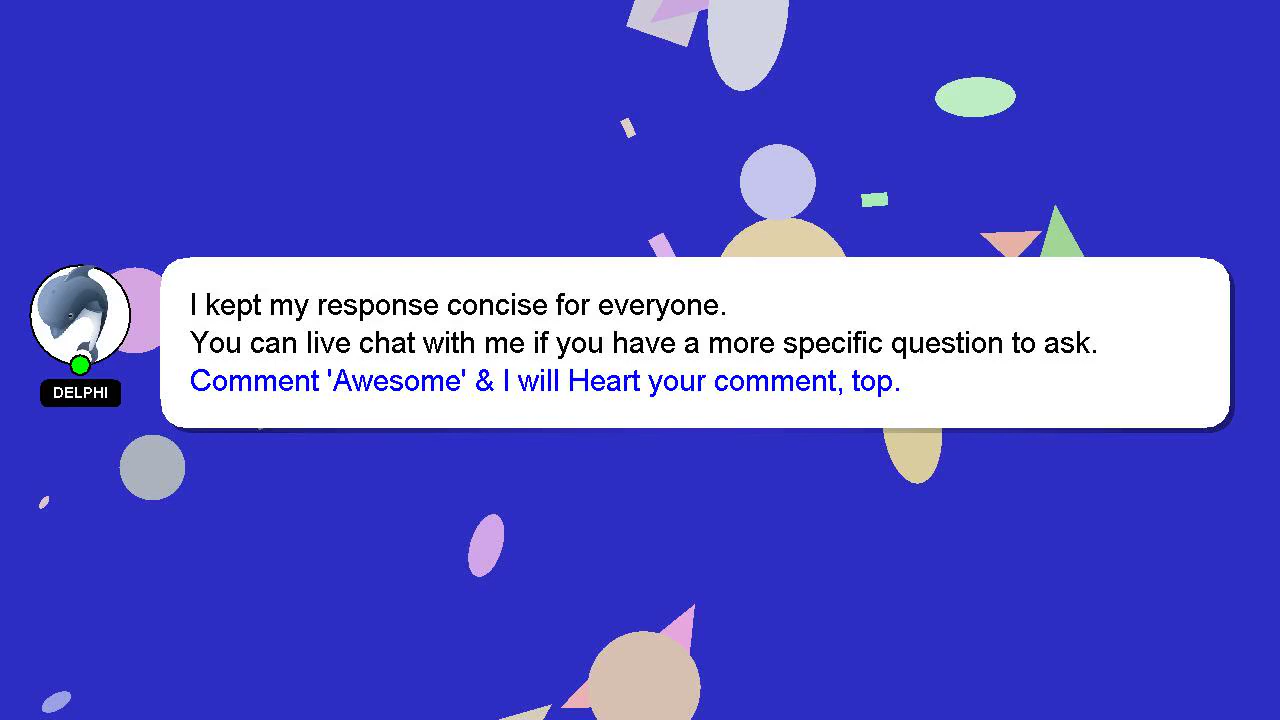 I kept my response concise for everyone.
You can live chat with me if you have a more specific question to ask.
Comment 'Awesome' & I will Heart your comment, top.
DELPHI